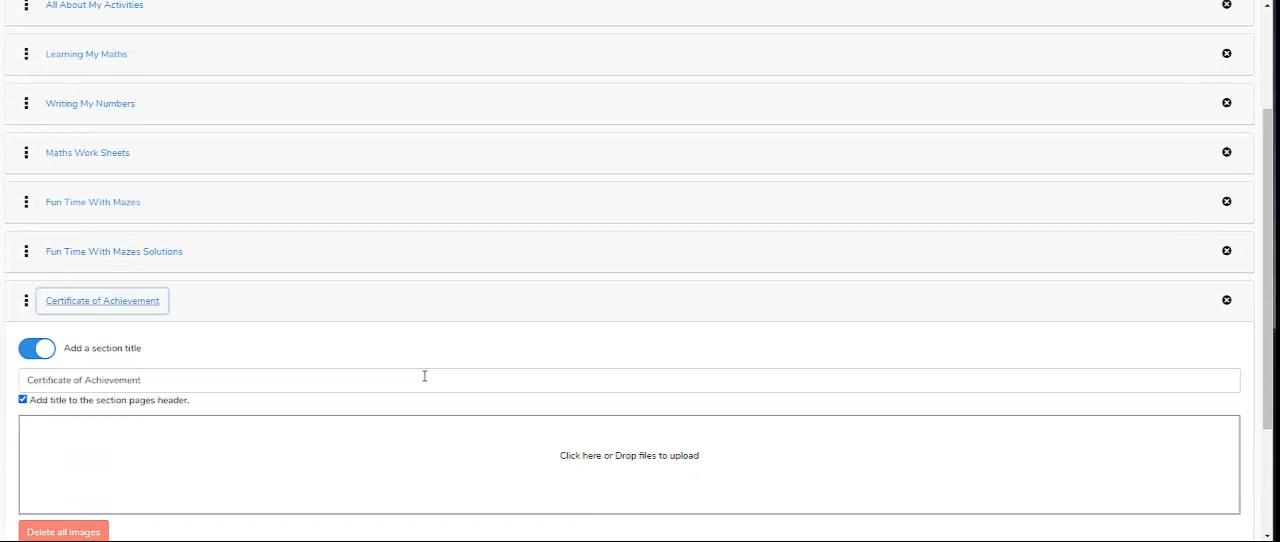 All About My Activities
Learning My Maths
Writing My Numbers
Maths Work Sheets
Fun Time With Mazes
Fun Time With Mazes Solutions
Certificate of Achievement
Add a section title
Certificate of Achievement
Add title to the section pages header.
Click here or Drop files to upload
Delete all images